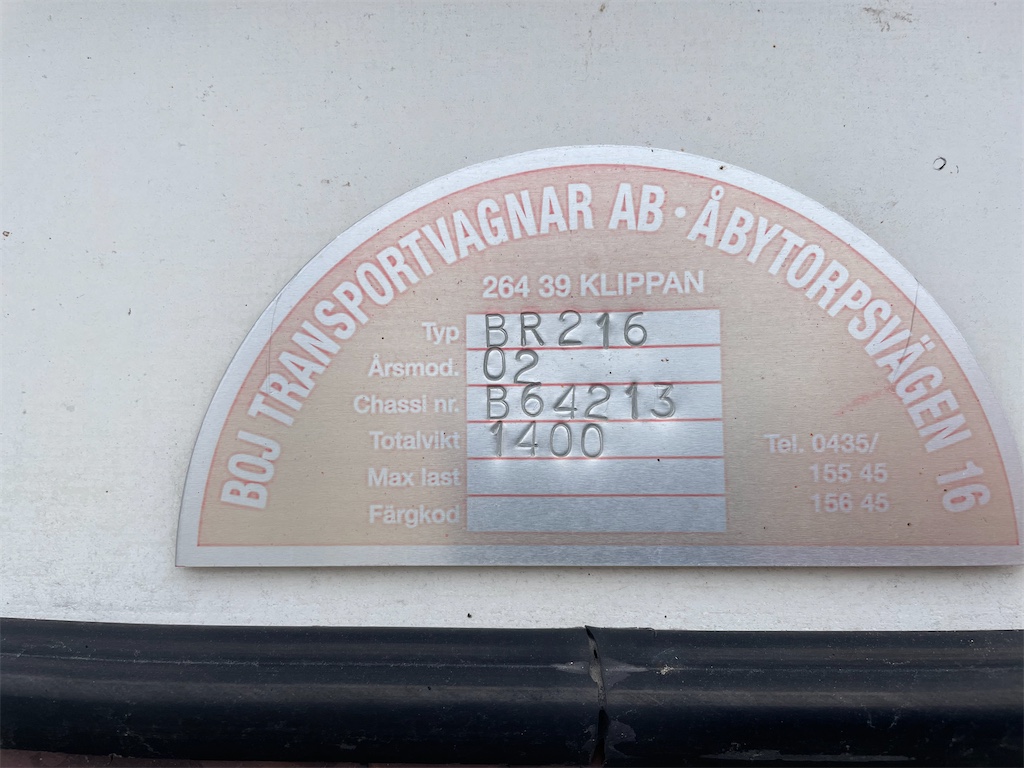 BOJ TRANSPORTVAGNAR AB · ÅBYTORPSVÄGEN 16
264 39 KLIPPAN
Typ BR216
Årsmod. 02
Chassi nr. B64213
Totalvikt 1400
Max last
Färgkod
Tel. 0435/
155 45
156 45